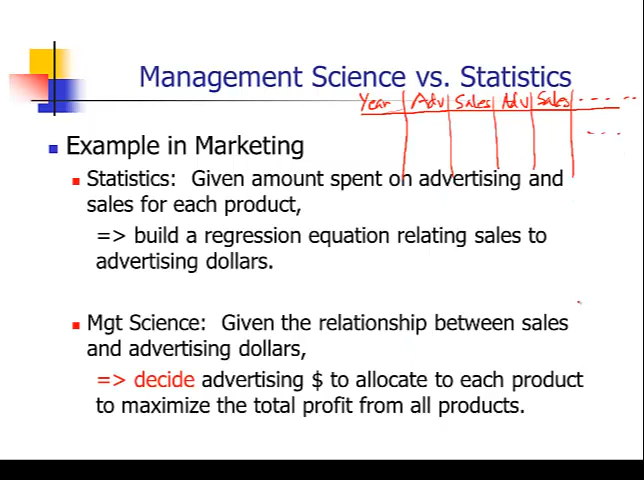 Management Science vs. Statistics
Year Adv Sales Adv Sales .....
...
Example in Marketing
Statistics: Given amount spent on advertising and
sales for each product,
=> build a regression equation relating sales to
advertising dollars.
Mgt Science: Given the relationship between sales
and advertising dollars,
=> decide advertising $ to allocate to each product
to maximize the total profit from all products.